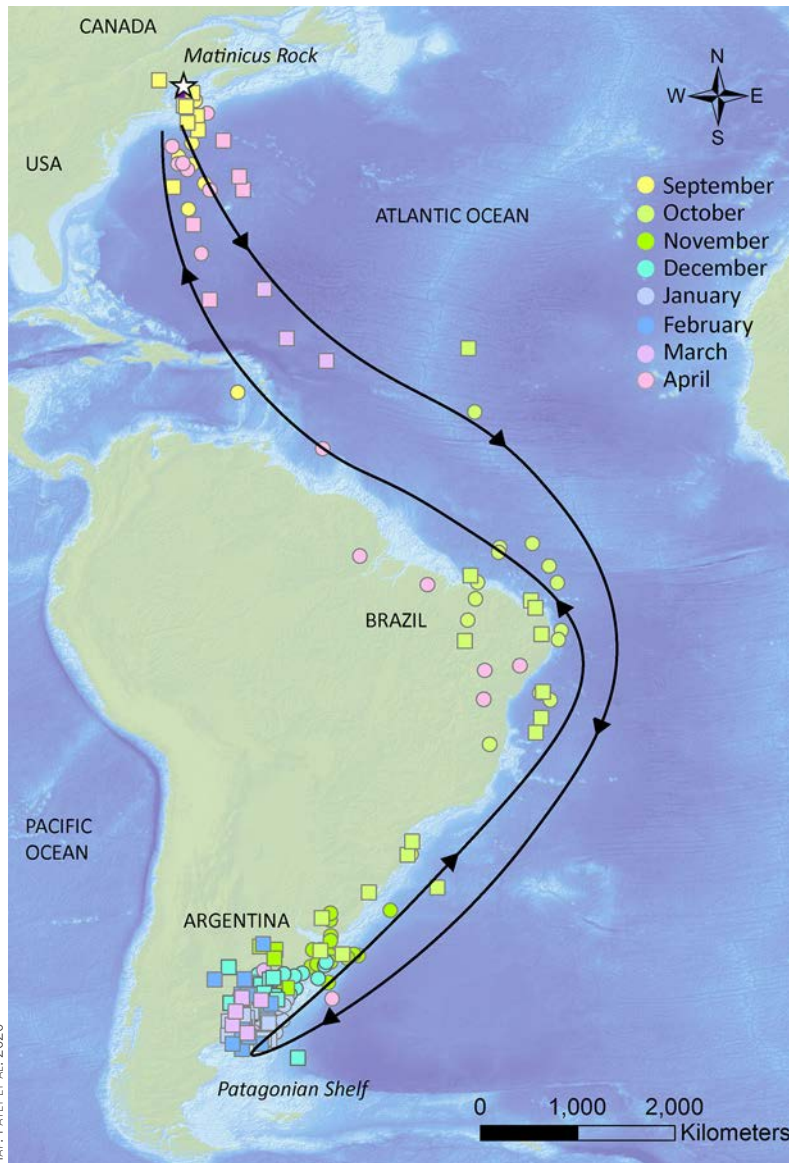 CANADA
Matinicus Rock
N
W E
S
USA
September
October
November
December
January
February
March
April
ATLANTIC OCEAN
BRAZIL
PACIFIC
OCEAN
ARGENTINA
Patagonian Shelf
0 1,000 2,000
Kilometers